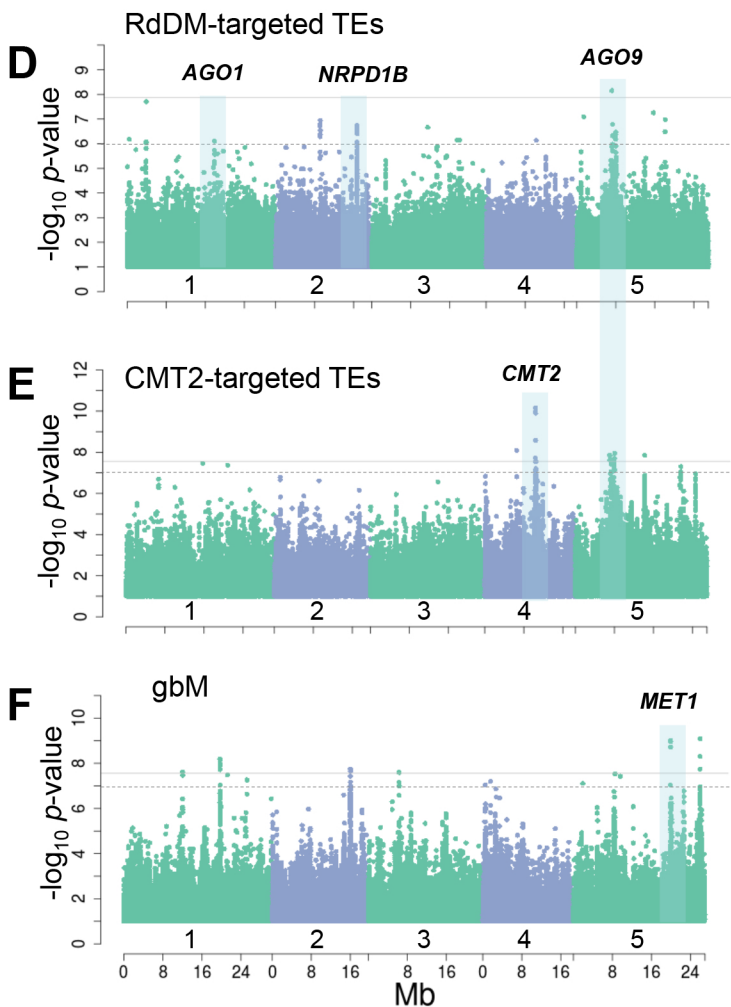 RdDM-targeted TEs
D
AGO1
NRPD1B
AGO9
-log10 p-value
9
8
7
6
5
4
3
2
1
0
1 2 3 4 5
E
CMT2-targeted TEs
CMT2
-log10 p-value
12
10
8
6
4
2
0
1 2 3 4 5
F
gbM
MET1
-log10 p-value
10
8
6
4
2
0
1 2 3 4 5
0 8 16 24 0 8 16 0 8 16 0 8 16 0 8 16 24
Mb